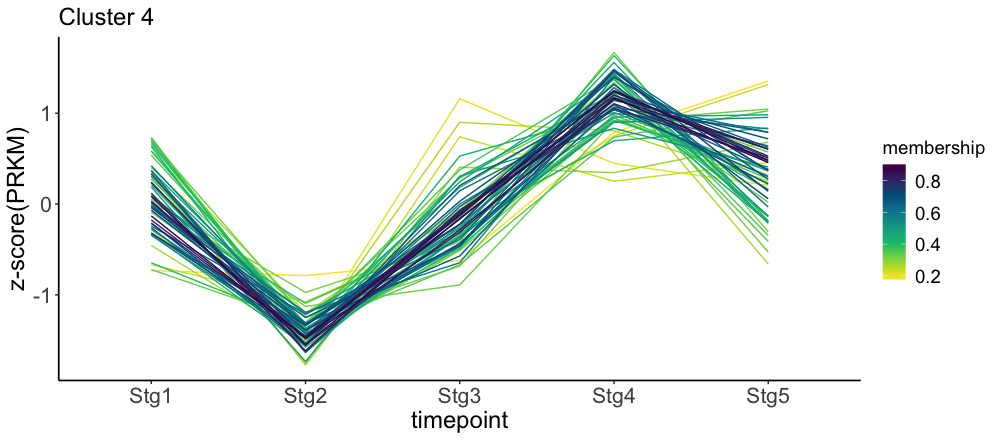 Cluster 4
z-score(PRKM)
1
0
-1
Stg1 Stg2 Stg3 Stg4 Stg5
timepoint
membership
0.8
0.6
0.4
0.2